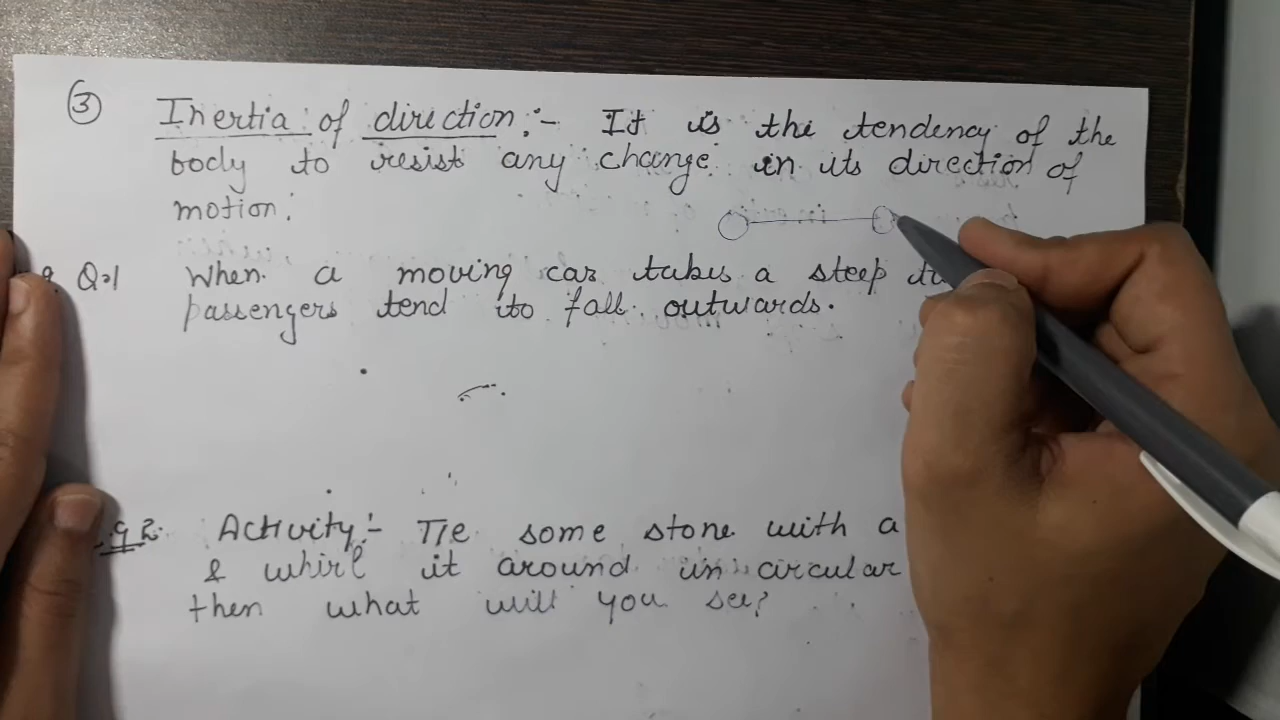 3 Inertia of direction :- It is the tendency of the
body to resist any change in its direction of
motion.
g. Q.1 When a moving car takes a steep
passengers tend to fall outwards.
g 2. Activity:- Tie some stone with a
& whirl it around in circular
then what will you see?